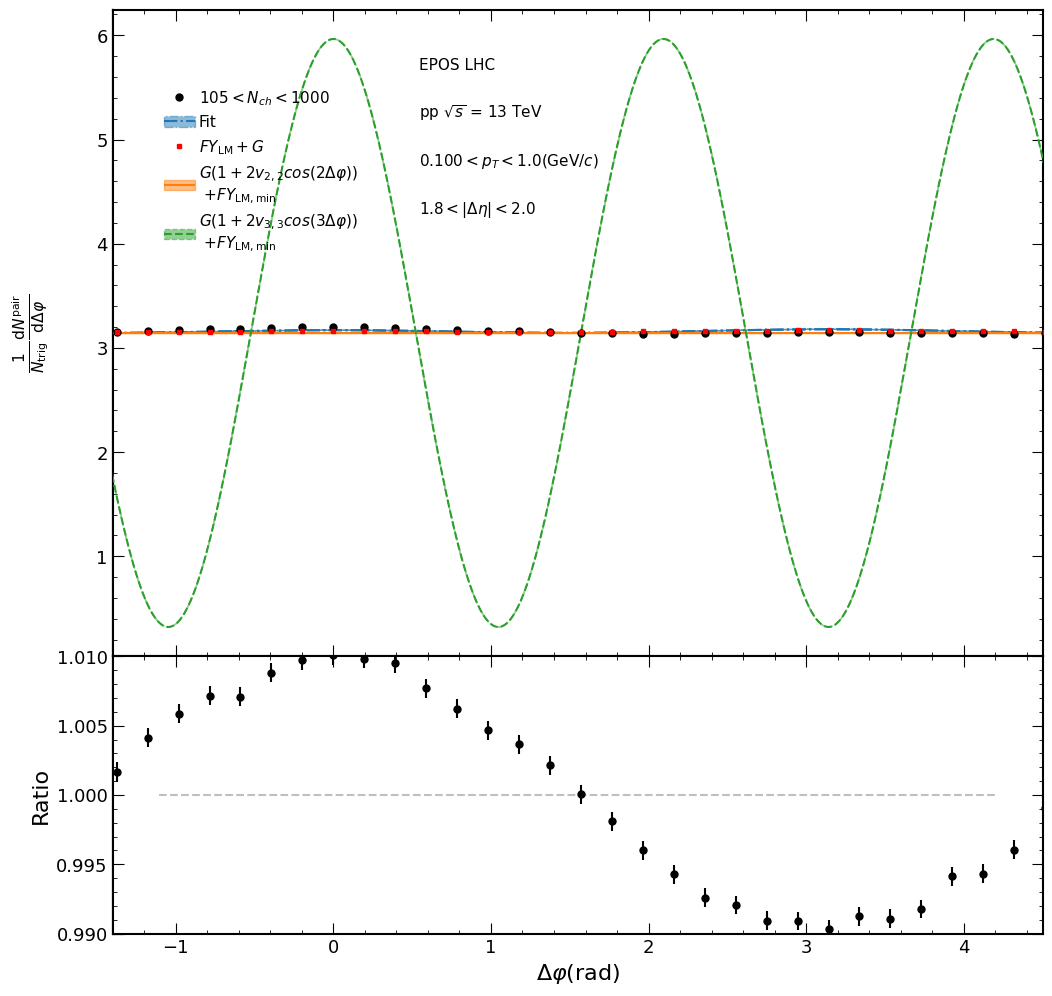 6
5
4
3
2
1
1/N_trig dN^pair/dΔφ
EPOS LHC
pp √s = 13 TeV
0.100 < p_T < 1.0(GeV/c)
1.8 < |Δη| < 2.0
105 < N_ch < 1000
Fit
FY_LM + G
G(1 + 2v_2,2cos(2Δφ))
+FY_LM, min
G(1 + 2v_3,3cos(3Δφ))
+FY_LM, min
1.010
1.005
1.000
0.995
0.990
Ratio
−1 0 1 2 3 4
Δφ(rad)